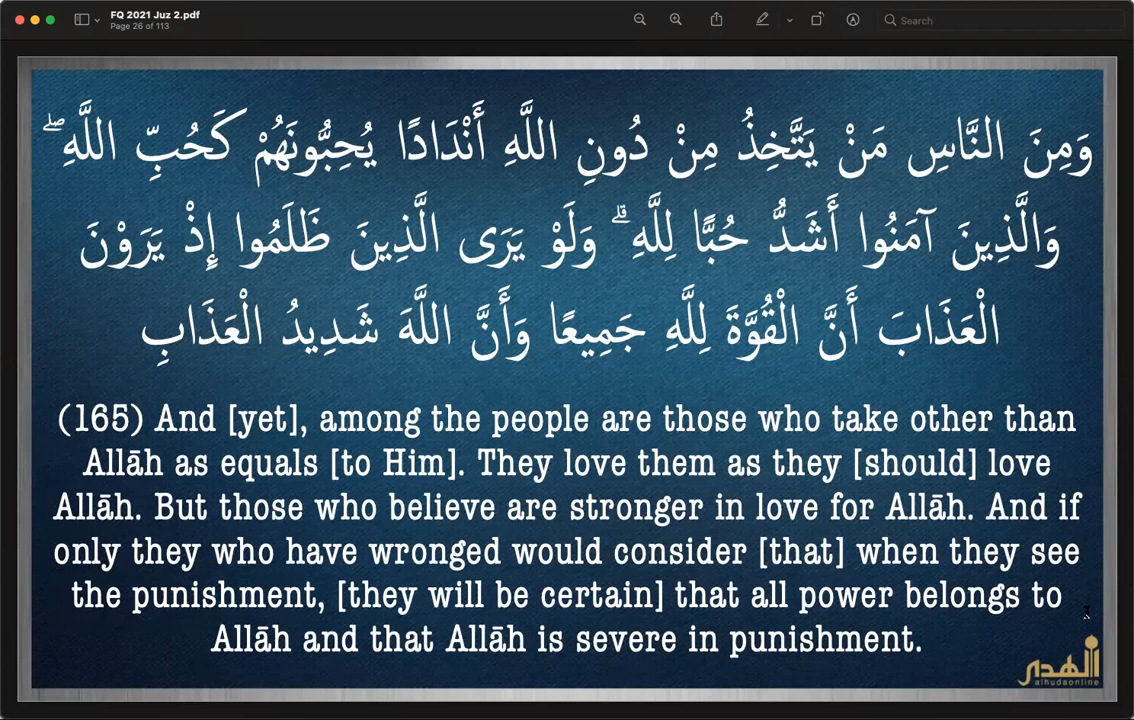 FQ 2021 Juz 2.pdf
Page 26 of 113
Search
وَمِنَ النَّاسِ مَنْ يَتَّخِذُ مِنْ دُونِ اللَّهِ أَنْدَادًا يُحِبُّونَهُمْ كَحُبِّ اللَّهِ ۖ
وَالَّذِينَ آمَنُوا أَشَدُّ حُبًّا لِلَّهِ ۗ وَلَوْ يَرَى الَّذِينَ ظَلَمُوا إِذْ يَرَوْنَ
الْعَذَابَ أَنَّ الْقُوَّةَ لِلَّهِ جَمِيعًا وَأَنَّ اللَّهَ شَدِيدُ الْعَذَابِ
(165) And [yet], among the people are those who take other than
Allāh as equals [to Him]. They love them as they [should] love
Allāh. But those who believe are stronger in love for Allāh. And if
only they who have wronged would consider [that] when they see
the punishment, [they will be certain] that all power belongs to
Allāh and that Allāh is severe in punishment.
الهدى
alhudaonline